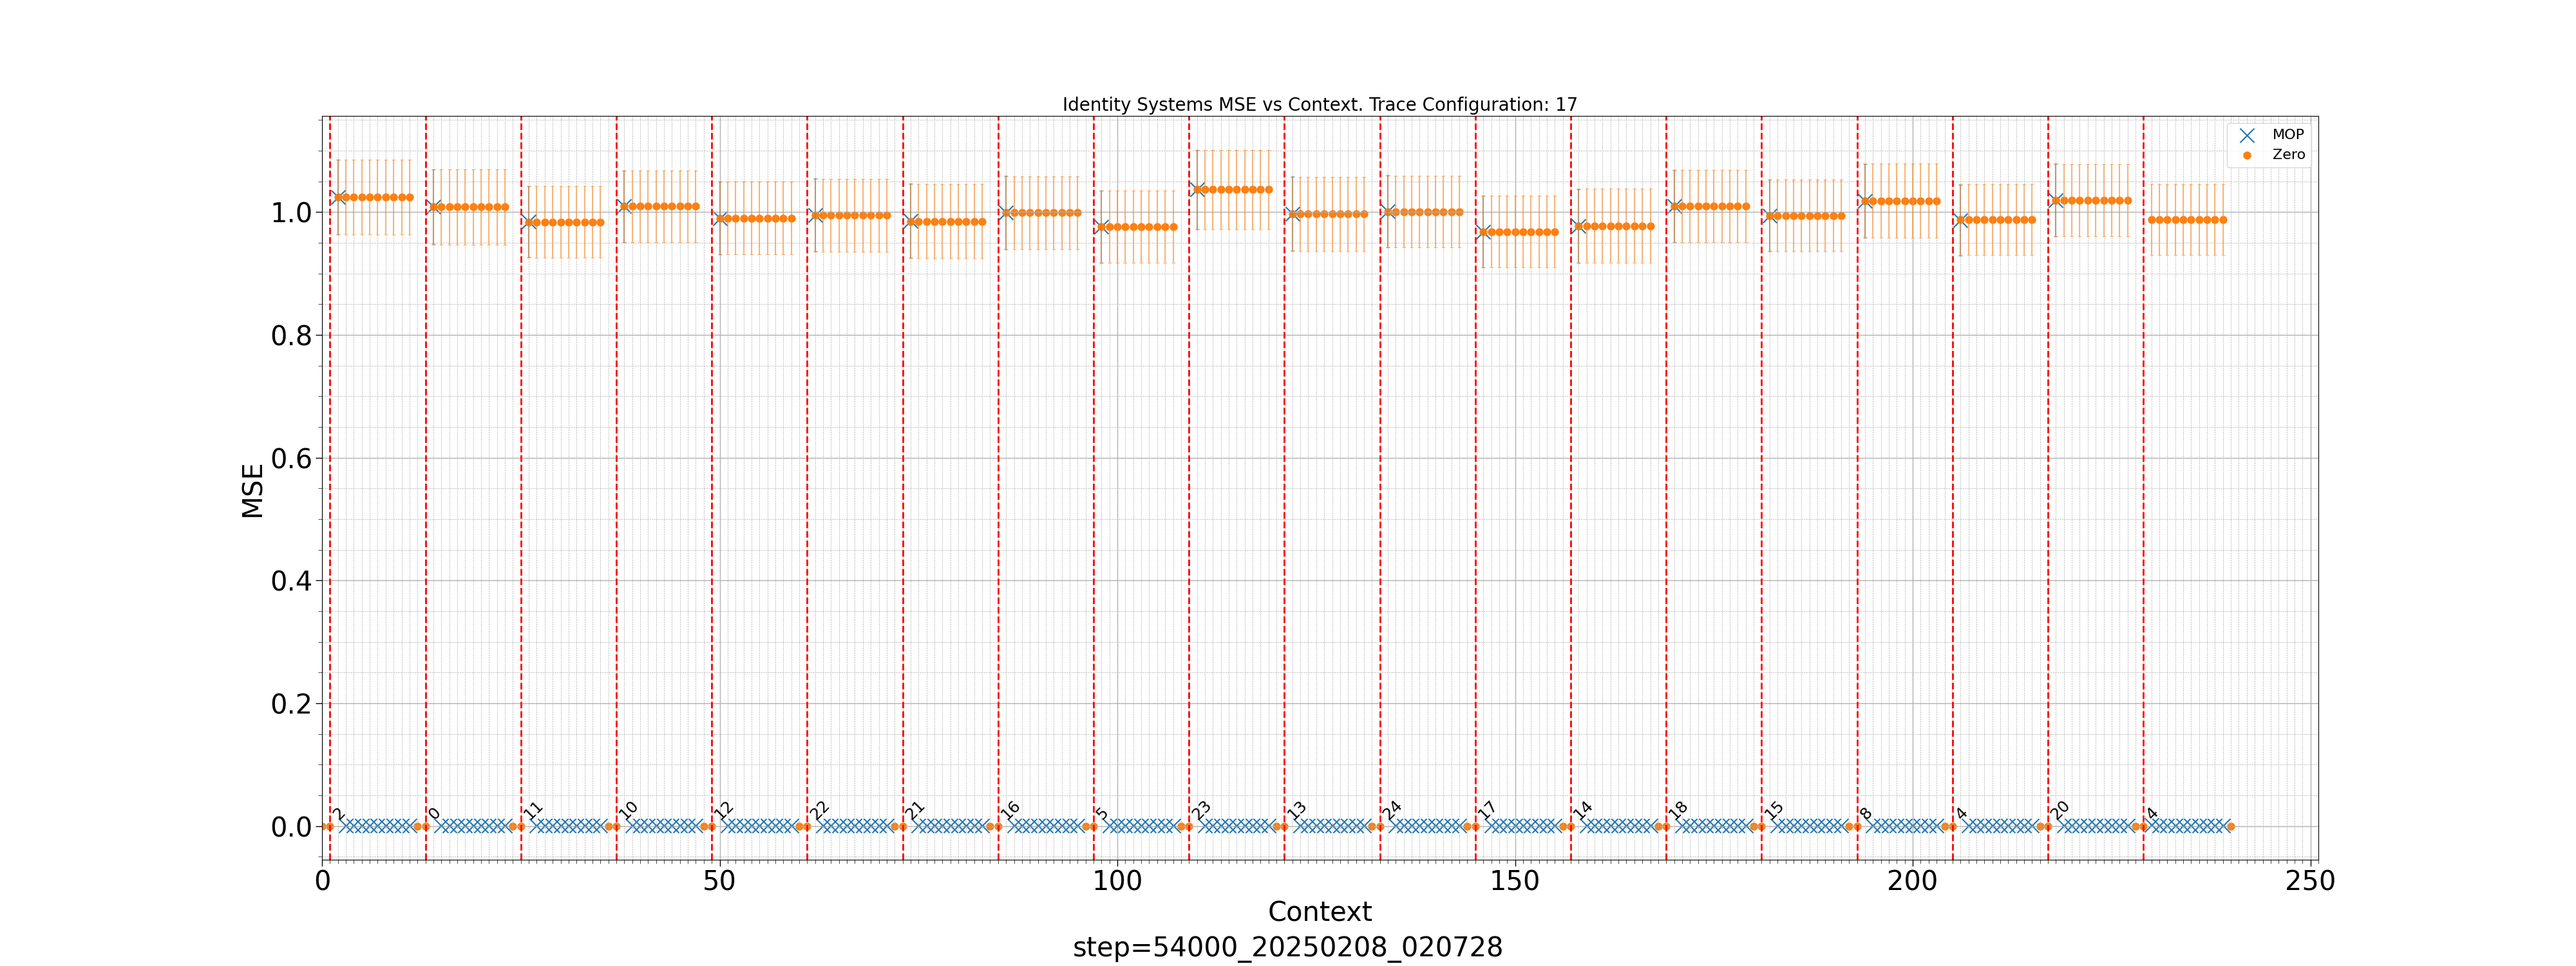 Identity Systems MSE vs Context. Trace Configuration: 17
MOP
Zero
MSE
1.0
0.8
0.6
0.4
0.2
0.0
2 0 11 10 12 22 21 16 5 23 13 24 17 14 18 15 8 4 20 4
0 50 100 150 200 250
Context
step=54000_20250208_020728